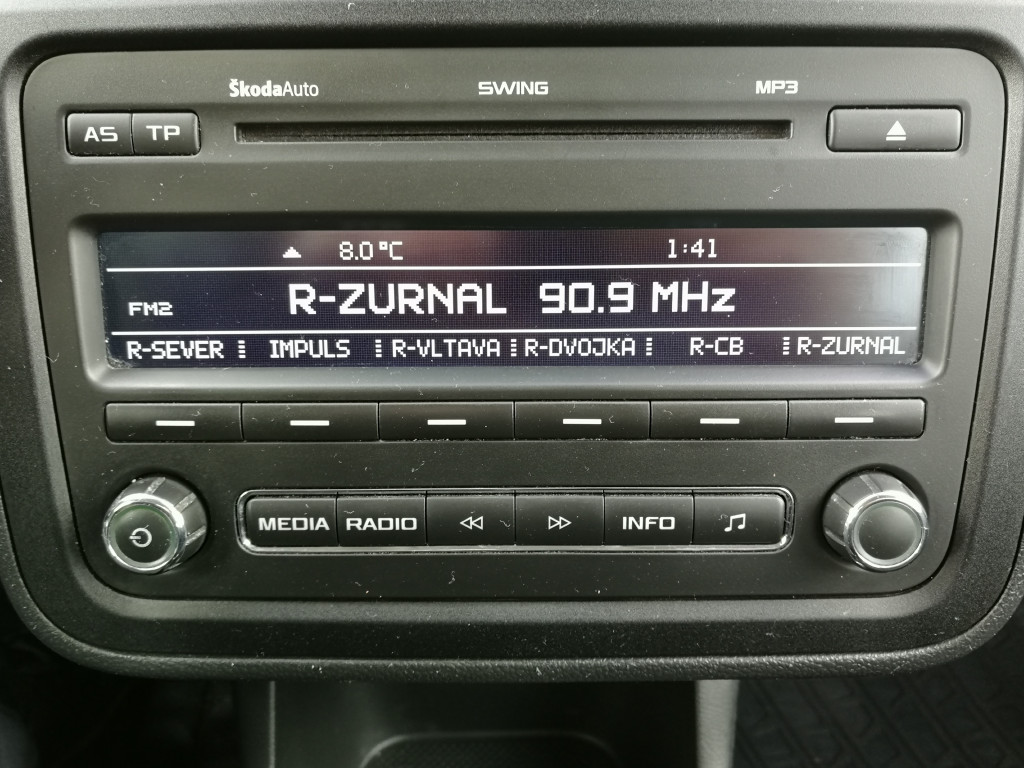 ŠkodaAuto SWING MP3
AS TP
8.0 °C 1:41
FM2 R-ZURNAL 90.9 MHz
R-SEVER IMPULS R-VLTAVA R-DVOJKA R-CB R-ZURNAL
MEDIA RADIO INFO